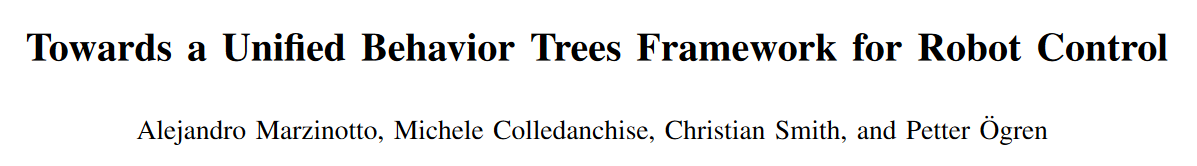 Towards a Unified Behavior Trees Framework for Robot Control
Alejandro Marzinotto, Michele Colledanchise, Christian Smith, and Petter Ögren